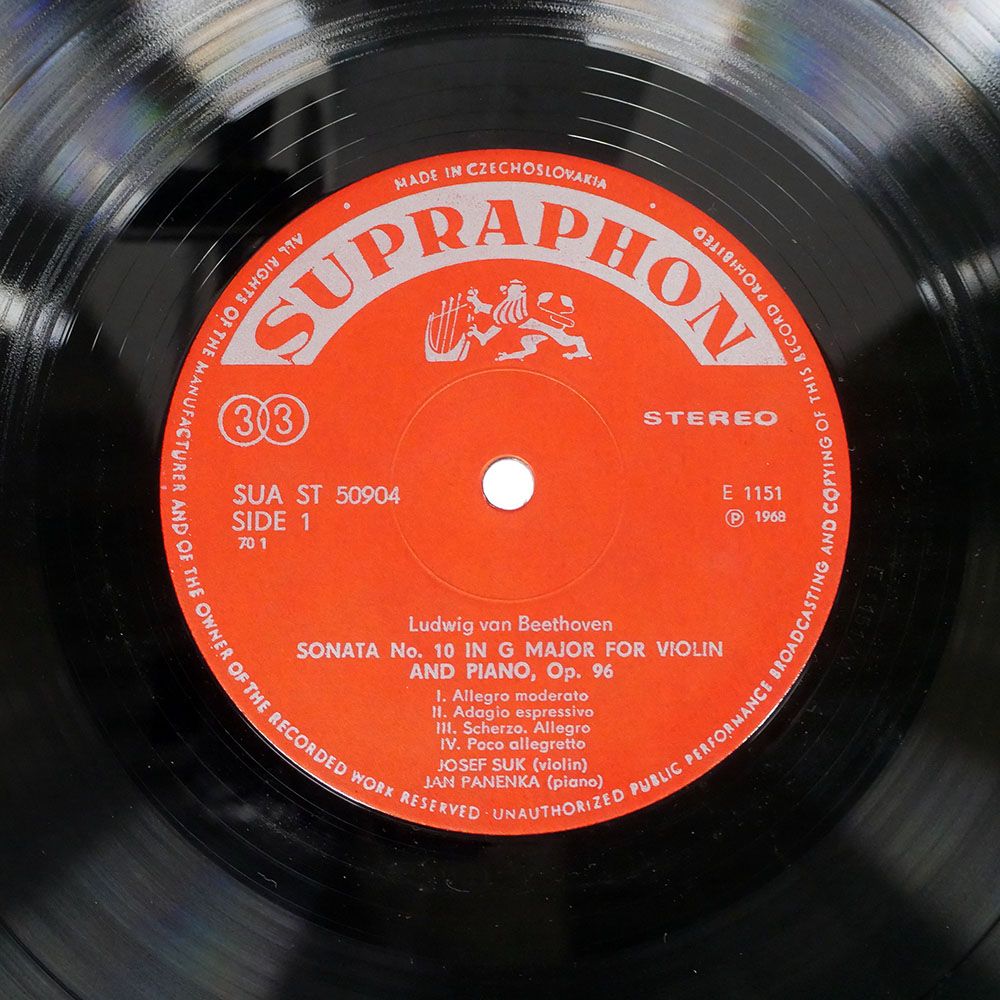 MADE IN CZECHOSLOVAKIA
SUPRAPHON
33
STEREO
SUA ST 50904
SIDE 1
70 1
E 1151
Ⓟ 1968
Ludwig van Beethoven
SONATA No. 10 IN G MAJOR FOR VIOLIN
AND PIANO, Op. 96
I. Allegro moderato
II. Adagio espressivo
III. Scherzo. Allegro
IV. Poco allegretto
JOSEF SUK (violin)
JAN PANENKA (piano)
ALL RIGHTS OF THE MANUFACTURER AND OF THE OWNER OF THE RECORDED WORK RESERVED · UNAUTHORIZED PUBLIC PERFORMANCE BROADCASTING AND COPYING OF THIS RECORD PROHIBITED